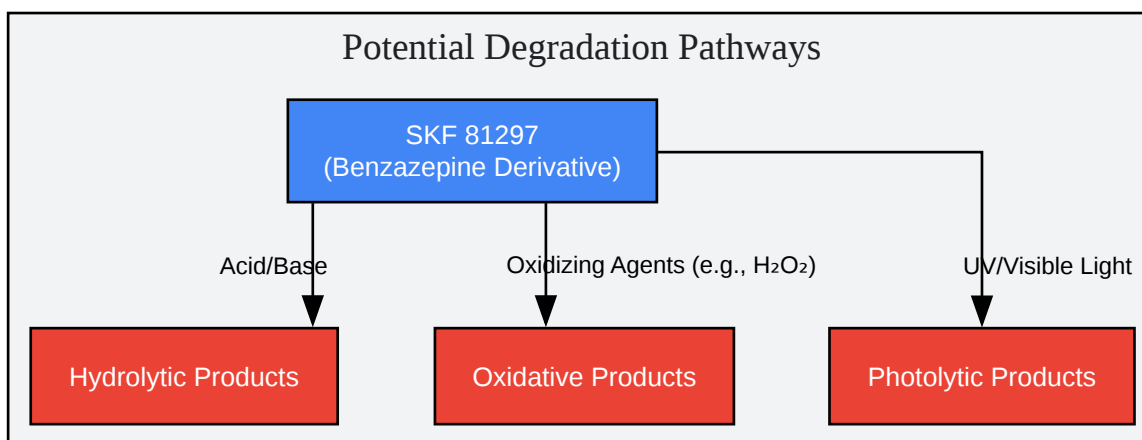 Potential Degradation Pathways
SKF 81297
(Benzazepine Derivative)
Acid/Base
Oxidizing Agents (e.g., H₂O₂)
UV/Visible Light
Hydrolytic Products
Oxidative Products
Photolytic Products